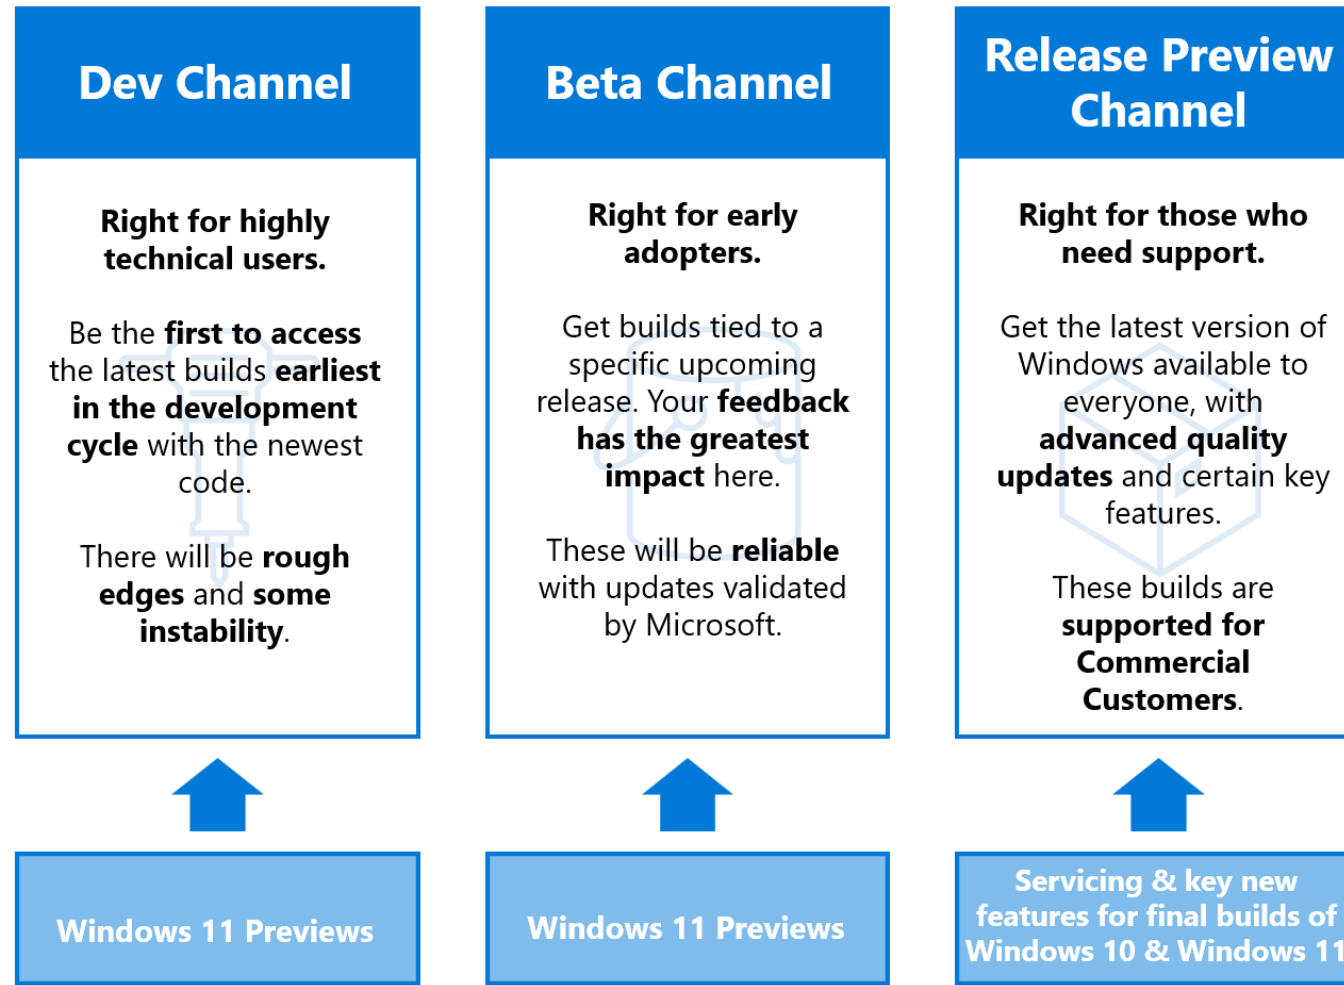 Dev Channel
Right for highly
technical users.
Be the first to access
the latest builds earliest
in the development
cycle with the newest
code.
There will be rough
edges and some
instability.
Windows 11 Previews
Beta Channel
Right for early
adopters.
Get builds tied to a
specific upcoming
release. Your feedback
has the greatest
impact here.
These will be reliable
with updates validated
by Microsoft.
Windows 11 Previews
Release Preview
Channel
Right for those who
need support.
Get the latest version of
Windows available to
everyone, with
advanced quality
updates and certain key
features.
These builds are
supported for
Commercial
Customers.
Servicing & key new
features for final builds of
Windows 10 & Windows 11